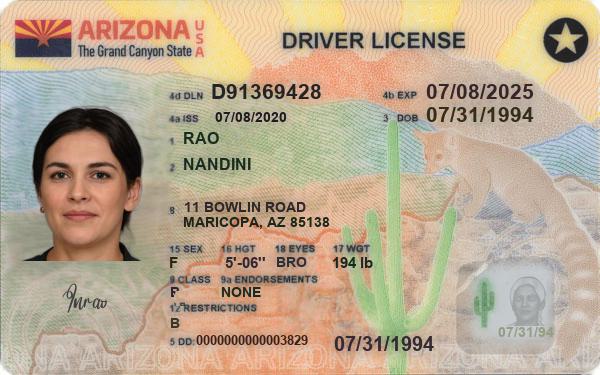 ARIZONA USA
The Grand Canyon State
DRIVER LICENSE
4d DLN D91369428
4b EXP 07/08/2025
4a ISS 07/08/2020
3 DOB 07/31/1994
1 RAO
2 NANDINI
8 11 BOWLIN ROAD
MARICOPA, AZ 85138
15 SEX 16 HGT 18 EYES 17 WGT
F 5'-06" BRO 194 lb
9 CLASS 9a ENDORSEMENTS
NONE
12 RESTRICTIONS
B
5 DD: 0000000000003829
07/31/1994
07/31/94
ARIZONA ARIZONA ARIZONA ARIZONA